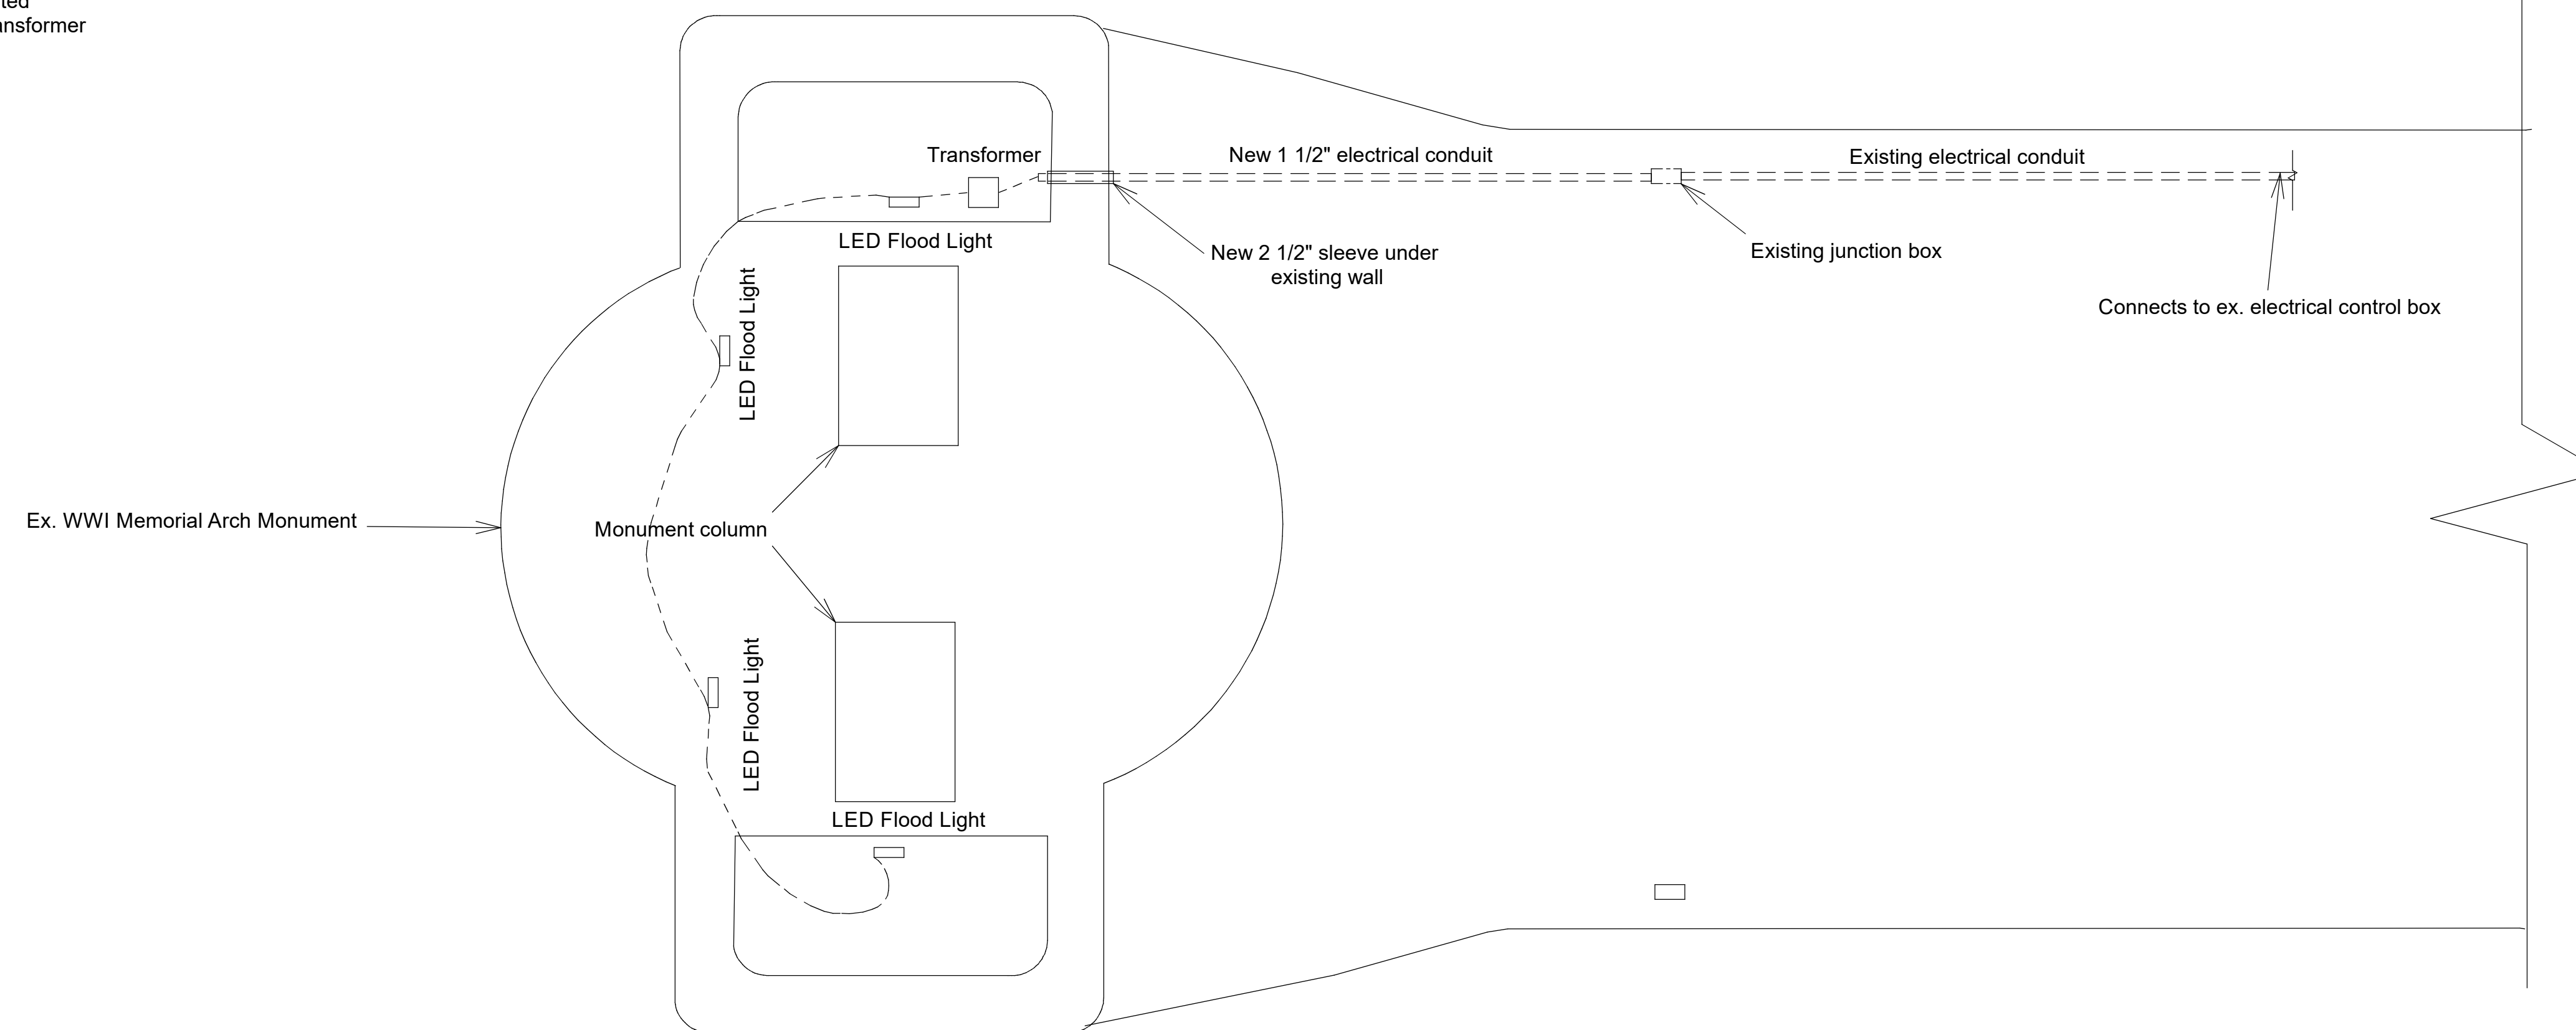 Transformer
New 1 1/2" electrical conduit
Existing electrical conduit
LED Flood Light
New 2 1/2" sleeve under
existing wall
Existing junction box
Connects to ex. electrical control box
LED Flood Light
Ex. WWI Memorial Arch Monument
Monument column
LED Flood Light
LED Flood Light